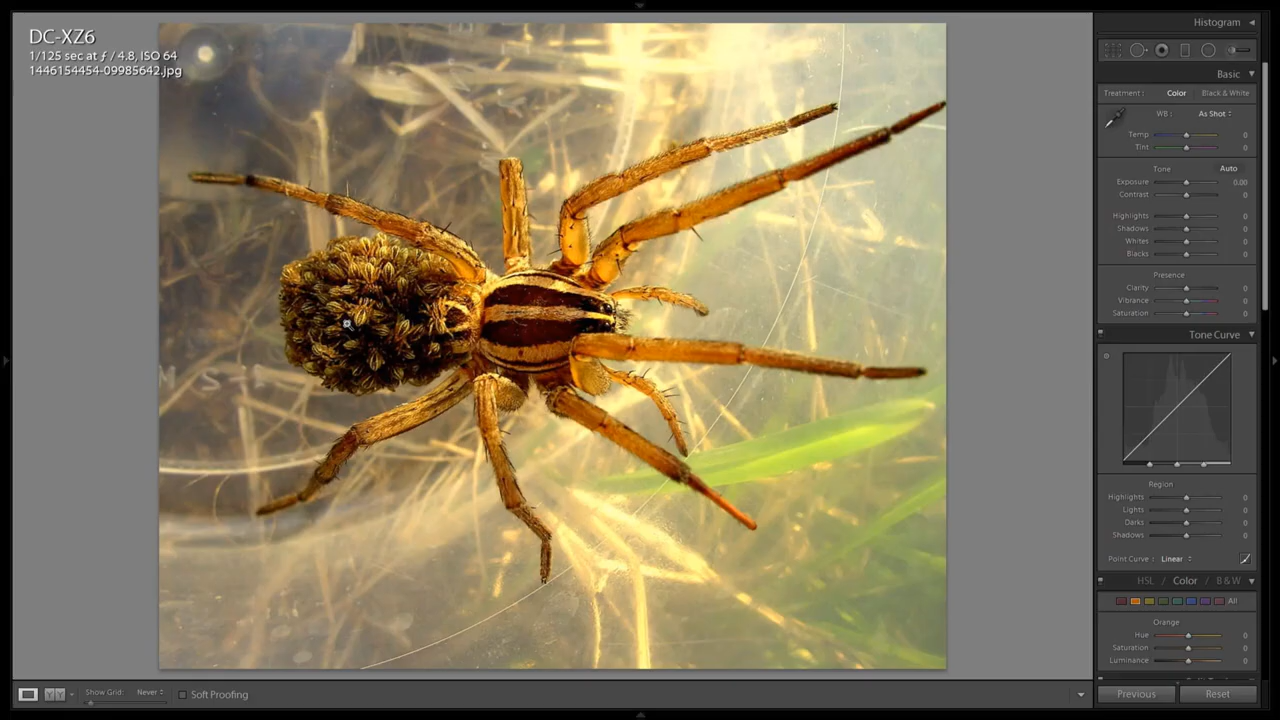 DC-XZ6
1/125 sec at ƒ / 4.8, ISO 64
1446154454-09985642.jpg
Histogram
Basic
Treatment : Color Black & White
WB : As Shot
Temp 0
Tint 0
Tone Auto
Exposure 0.00
Contrast 0
Highlights 0
Shadows 0
Whites 0
Blacks 0
Presence
Clarity 0
Vibrance 0
Saturation 0
Tone Curve
Region
Highlights 0
Lights 0
Darks 0
Shadows 0
Point Curve : Linear
HSL / Color / B & W
All
Orange
Hue 0
Saturation 0
Luminance 0
Show Grid: Never
Soft Proofing
Previous Reset